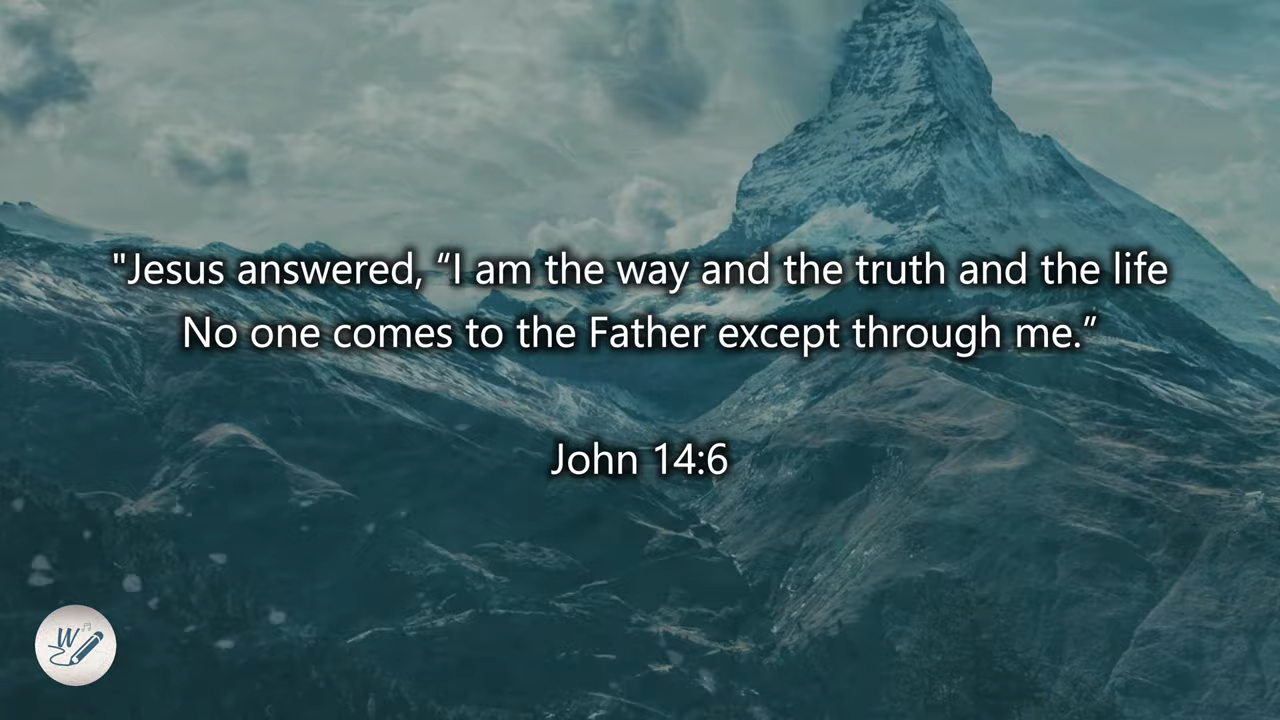 "Jesus answered, “I am the way and the truth and the life
No one comes to the Father except through me.”
John 14:6
W